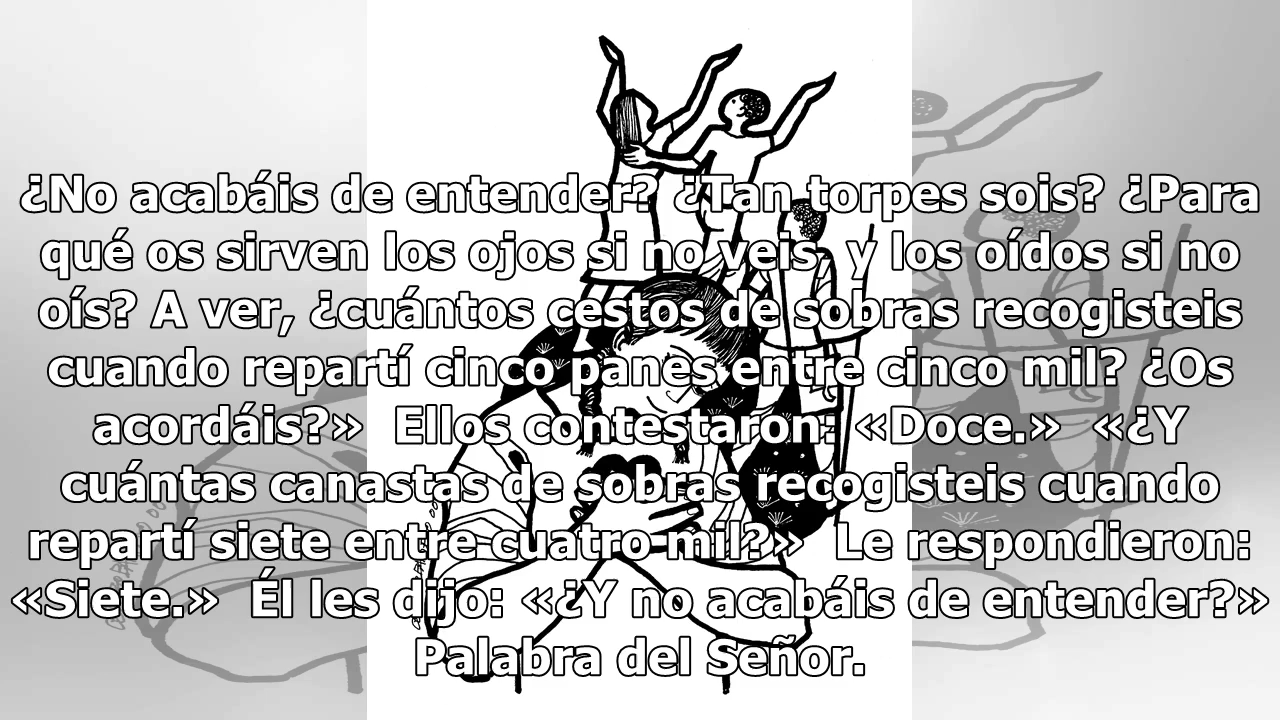 ¿No acabáis de entender? ¿Tan torpes sois? ¿Para
qué os sirven los ojos si no veis, y los oídos si no
oís? A ver, ¿cuántos cestos de sobras recogisteis
cuando repartí cinco panes entre cinco mil? ¿Os
acordáis?» Ellos contestaron: «Doce.» «¿Y
cuántas canastas de sobras recogisteis cuando
repartí siete entre cuatro mil?» Le respondieron:
«Siete.» Él les dijo: «¿Y no acabáis de entender?»
Palabra del Señor.